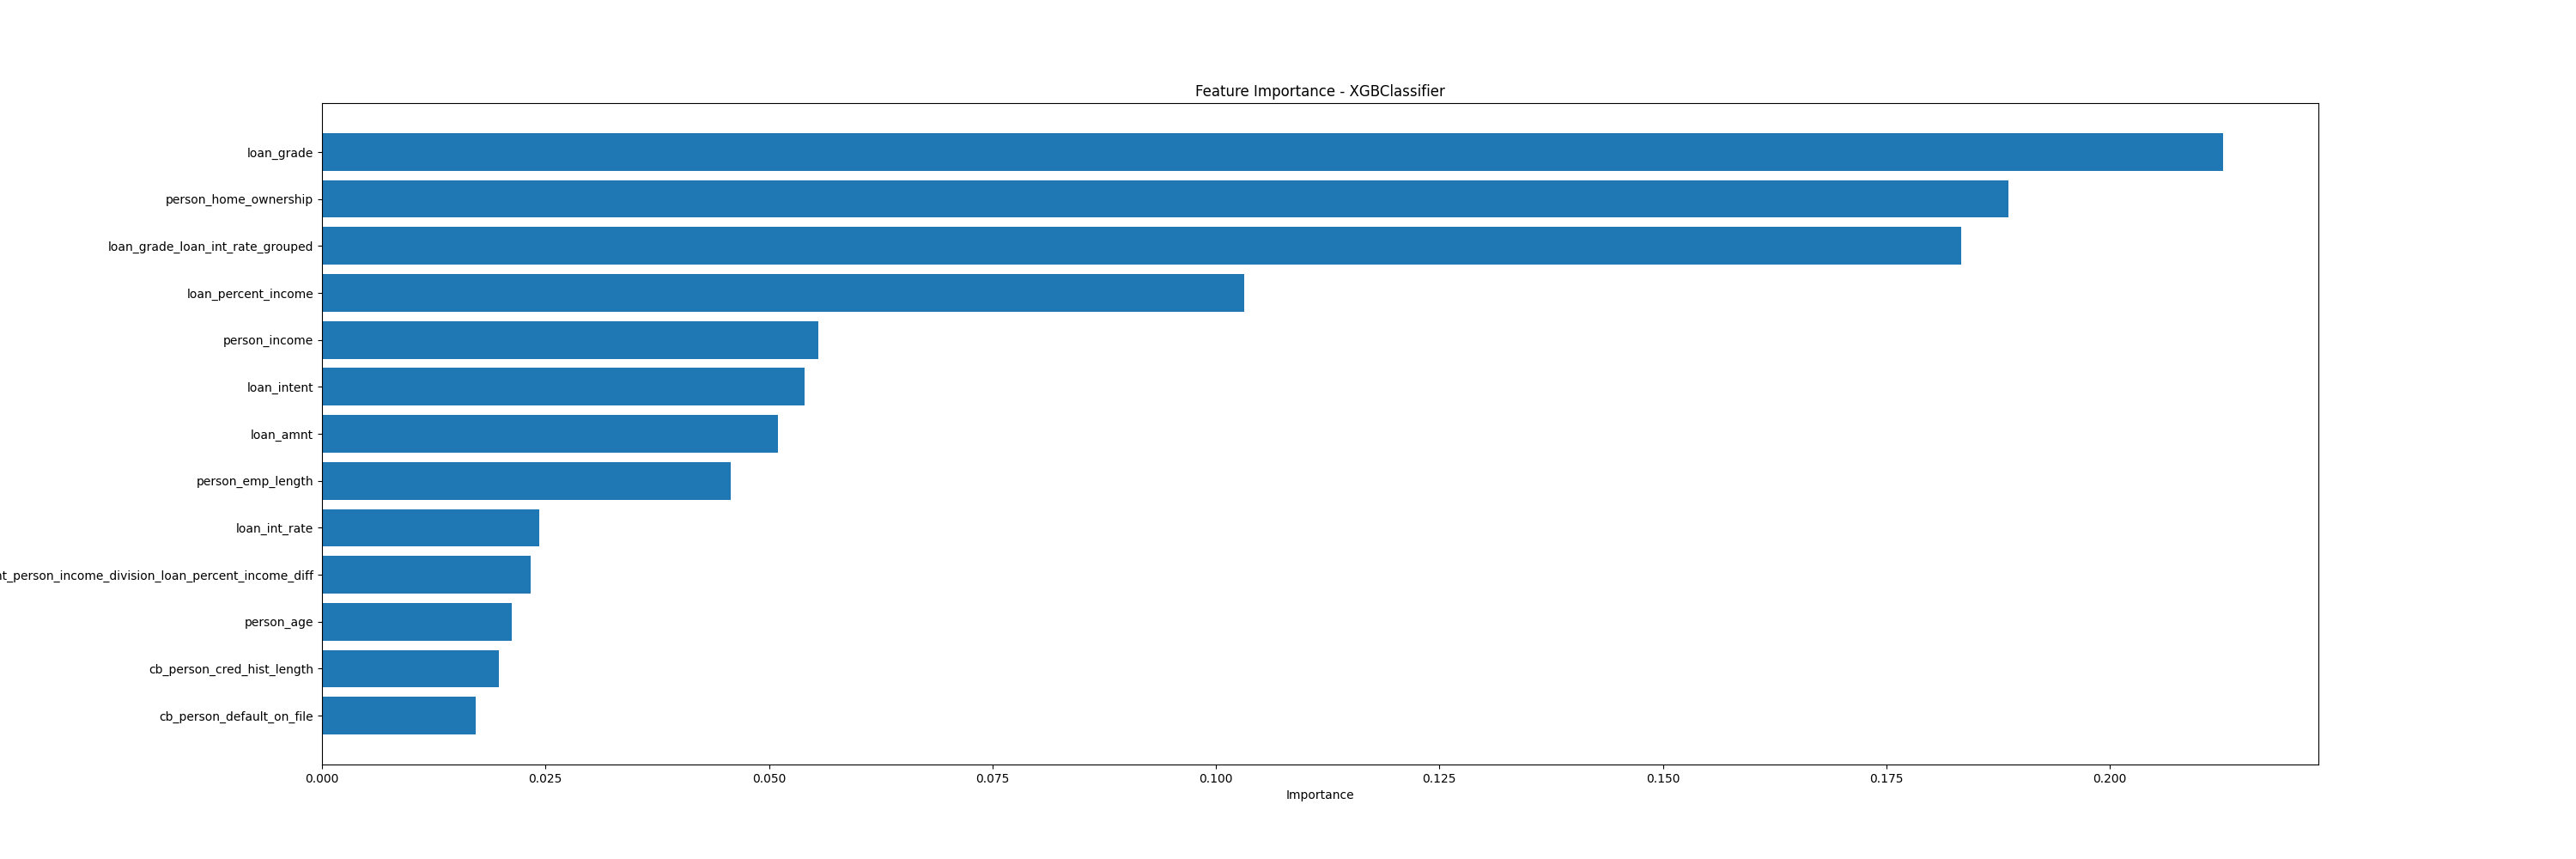 Feature Importance - XGBClassifier
loan_grade
person_home_ownership
loan_grade_loan_int_rate_grouped
loan_percent_income
person_income
loan_intent
loan_amnt
person_emp_length
loan_int_rate
t_person_income_division_loan_percent_income_diff
person_age
cb_person_cred_hist_length
cb_person_default_on_file
0.000 0.025 0.050 0.075 0.100 0.125 0.150 0.175 0.200
Importance